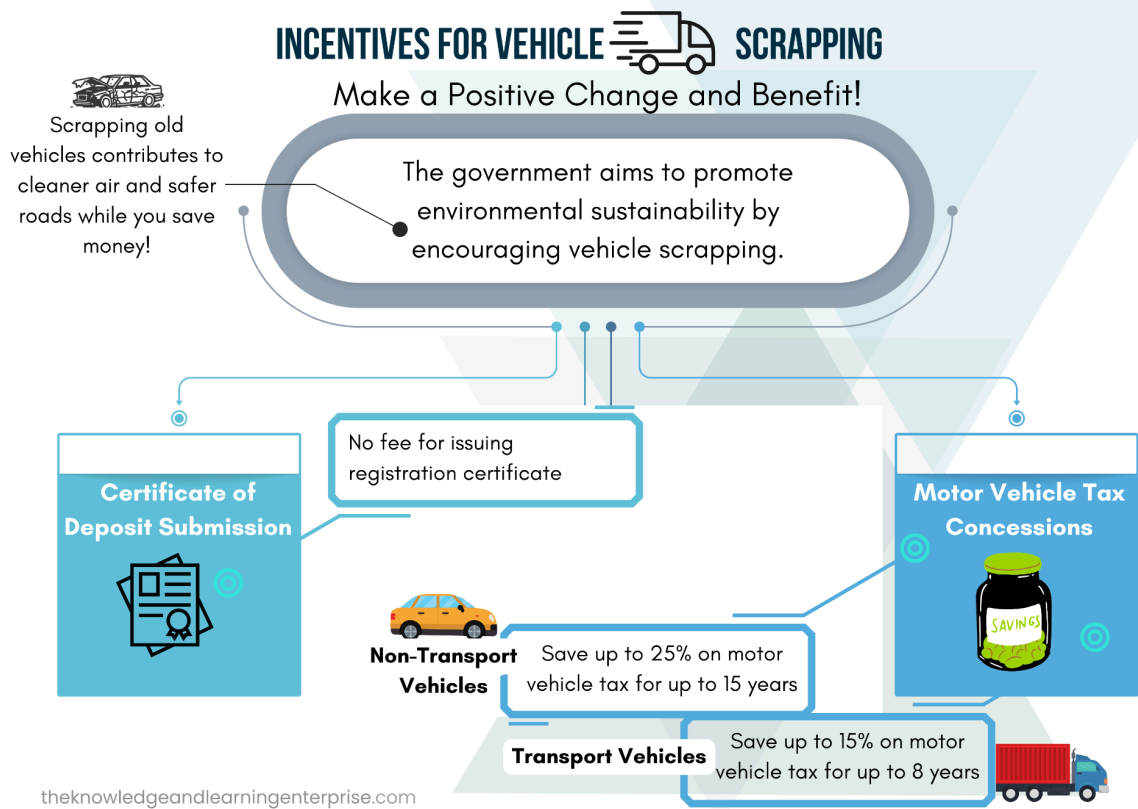 INCENTIVES FOR VEHICLE SCRAPPING
Make a Positive Change and Benefit!
Scrapping old
vehicles contributes to
cleaner air and safer
roads while you save
money!
The government aims to promote
environmental sustainability by
encouraging vehicle scrapping.
No fee for issuing
registration certificate
Certificate of
Deposit Submission
Motor Vehicle Tax
Concessions
SAVINGS
Non-Transport
Vehicles
Save up to 25% on motor
vehicle tax for up to 15 years
Transport Vehicles
Save up to 15% on motor
vehicle tax for up to 8 years
theknowledgeandlearningenterprise.com